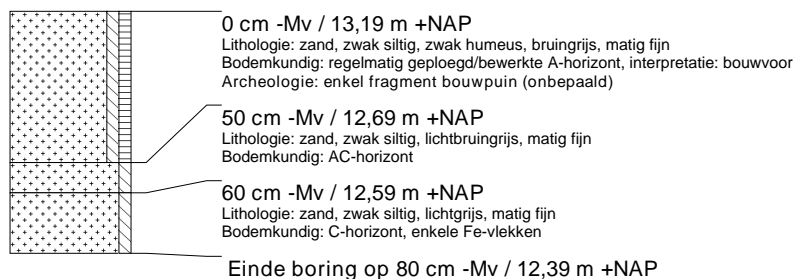 0 cm -Mv / 13,19 m +NAP
Lithologie: zand, zwak siltig, zwak humeus, bruingrijs, matig fijn
Bodemkundig: regelmatig geploegd/bewerkte A-horizont, interpretatie: bouwvoor
Archeologie: enkel fragment bouwpuin (onbepaald)
50 cm -Mv / 12,69 m +NAP
Lithologie: zand, zwak siltig, lichtbruingrijs, matig fijn
Bodemkundig: AC-horizont
60 cm -Mv / 12,59 m +NAP
Lithologie: zand, zwak siltig, lichtgrijs, matig fijn
Bodemkundig: C-horizont, enkele Fe-vlekken
Einde boring op 80 cm -Mv / 12,39 m +NAP